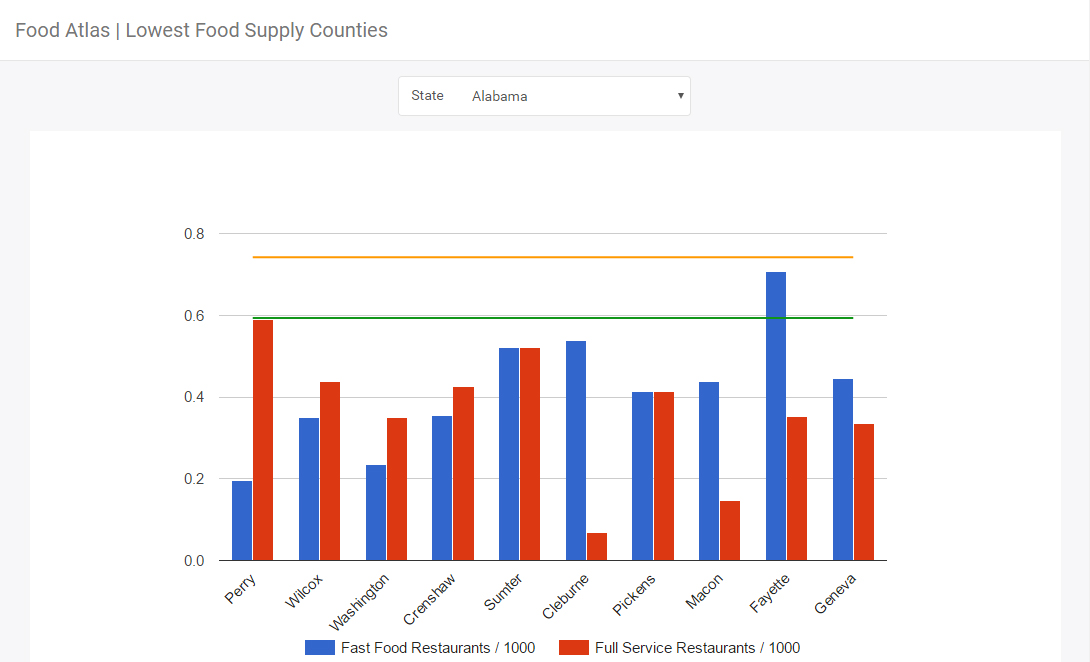 Food Atlas | Lowest Food Supply Counties
State Alabama
0.8
0.6
0.4
0.2
0.0
Perry Wilcox Washington Crenshaw Sumter Cleburne Pickens Macon Fayette Geneva
Fast Food Restaurants / 1000 Full Service Restaurants / 1000